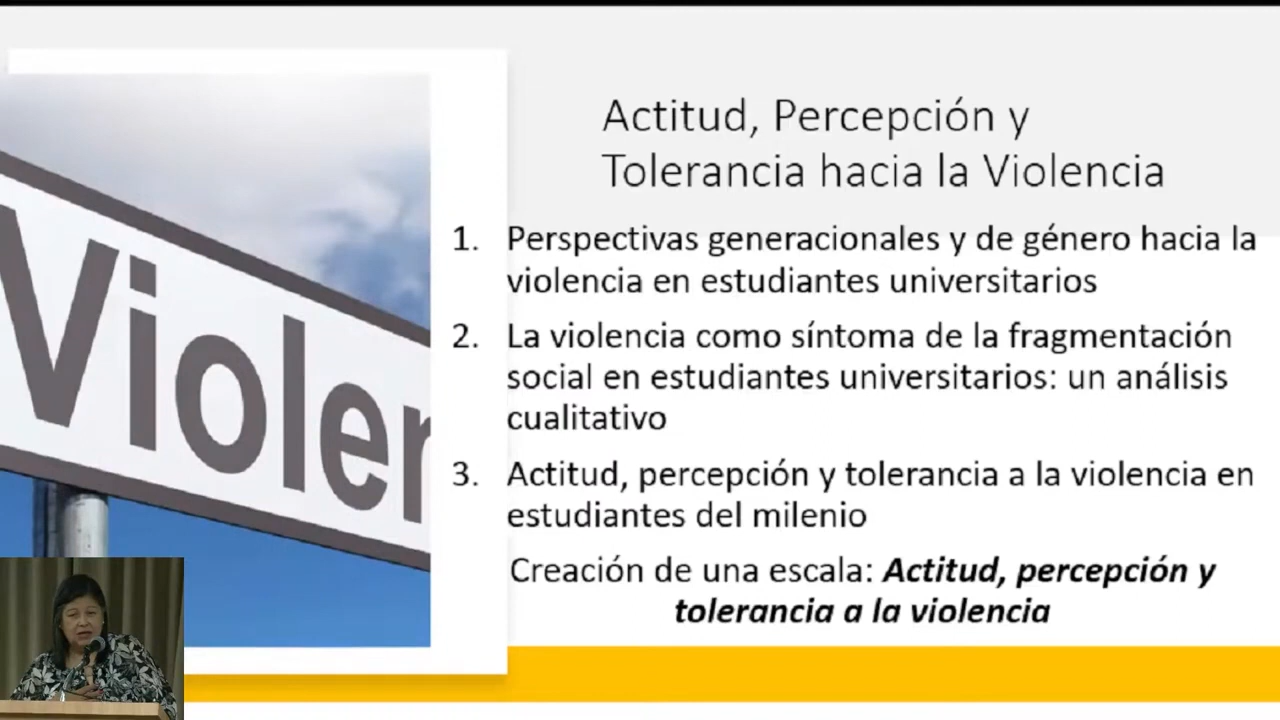 Actitud, Percepción y
Tolerancia hacia la Violencia
1. Perspectivas generacionales y de género hacia la
violencia en estudiantes universitarios
2. La violencia como síntoma de la fragmentación
social en estudiantes universitarios: un análisis
cualitativo
3. Actitud, percepción y tolerancia a la violencia en
estudiantes del milenio
Creación de una escala: Actitud, percepción y
tolerancia a la violencia
Violen